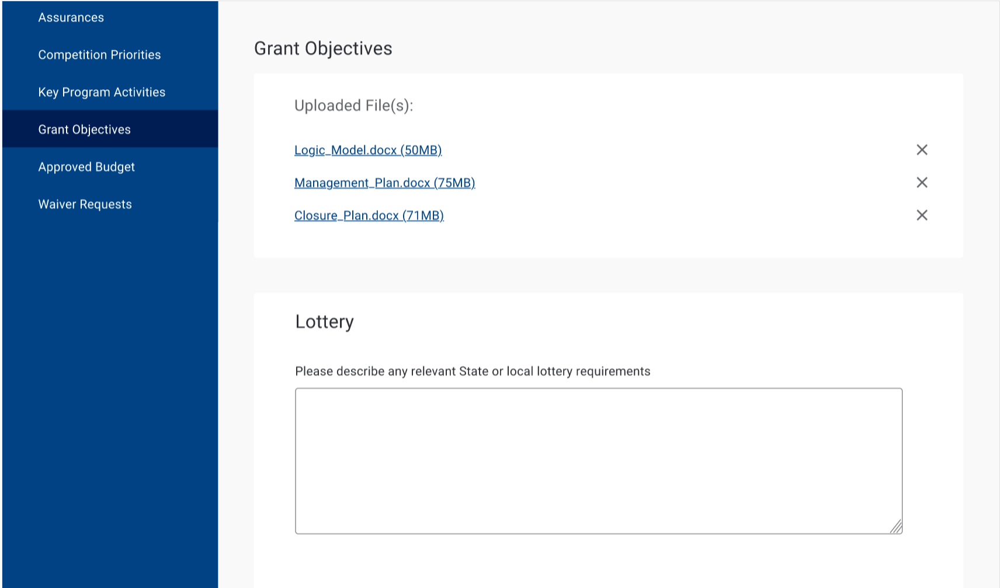 Assurances
Competition Priorities
Key Program Activities
Grant Objectives
Approved Budget
Waiver Requests
Grant Objectives
Uploaded File(s):
Logic_Model.docx (50MB)
Management_Plan.docx (75MB)
Closure_Plan.docx (71MB)
Lottery
Please describe any relevant State or local lottery requirements